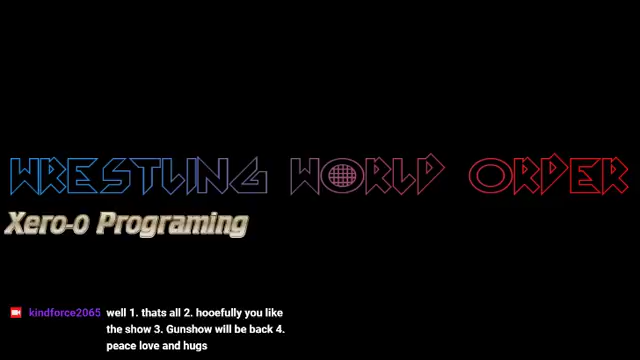 WRESTLING WORLD ORDER
Xero-o Programing
kindforce2065 well 1. thats all 2. hooefully you like
the show 3. Gunshow will be back 4.
peace love and hugs